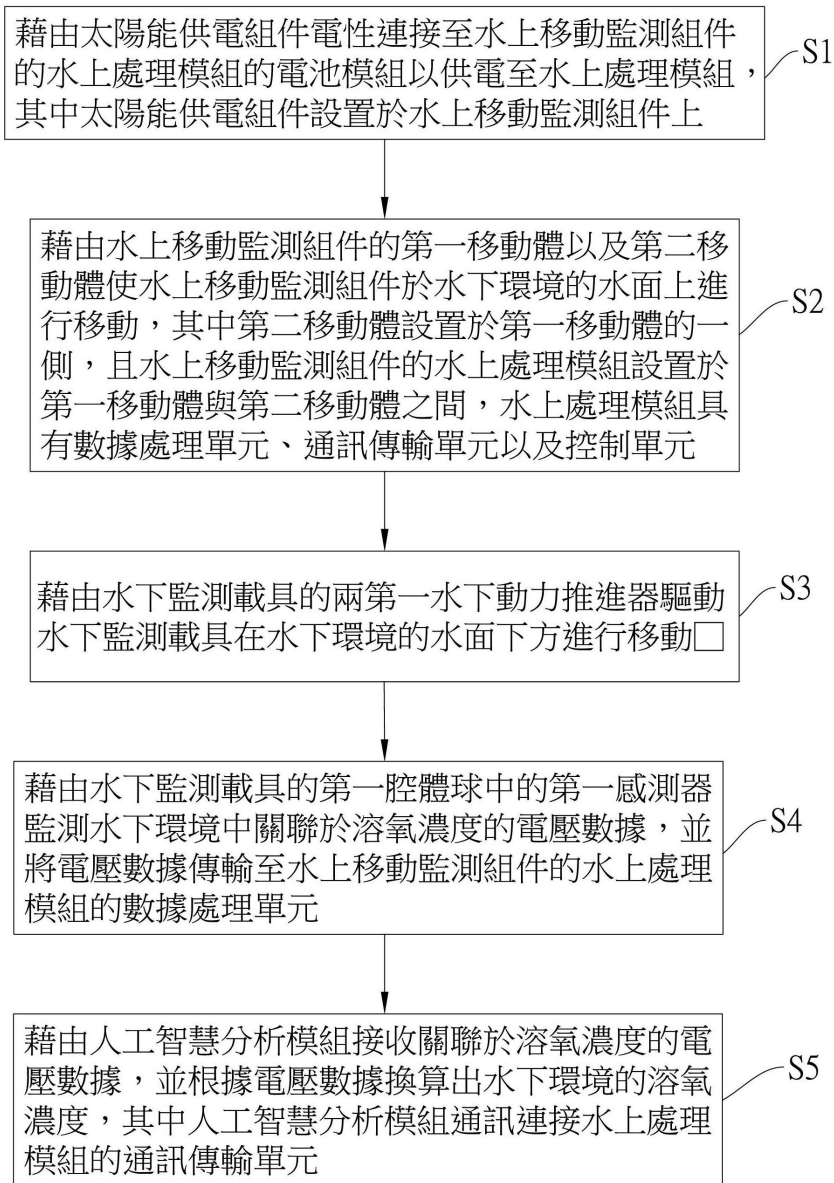 藉由太陽能供電組件電性連接至水上移動監測組件
的水上處理模組的電池模組以供電至水上處理模組，
其中太陽能供電組件設置於水上移動監測組件上
S1
藉由水上移動監測組件的第一移動體以及第二移
動體使水上移動監測組件於水下環境的水面上進
行移動，其中第二移動體設置於第一移動體的一
側，且水上移動監測組件的水上處理模組設置於
第一移動體與第二移動體之間，水上處理模組具
有數據處理單元、通訊傳輸單元以及控制單元
S2
藉由水下監測載具的兩第一水下動力推進器驅動
水下監測載具在水下環境的水面下方進行移動□
S3
藉由水下監測載具的第一腔體球中的第一感測器
監測水下環境中關聯於溶氧濃度的電壓數據，並
將電壓數據傳輸至水上移動監測組件的水上處理
模組的數據處理單元
S4
藉由人工智慧分析模組接收關聯於溶氧濃度的電
壓數據，並根據電壓數據換算出水下環境的溶氧
濃度，其中人工智慧分析模組通訊連接水上處理
模組的通訊傳輸單元
S5